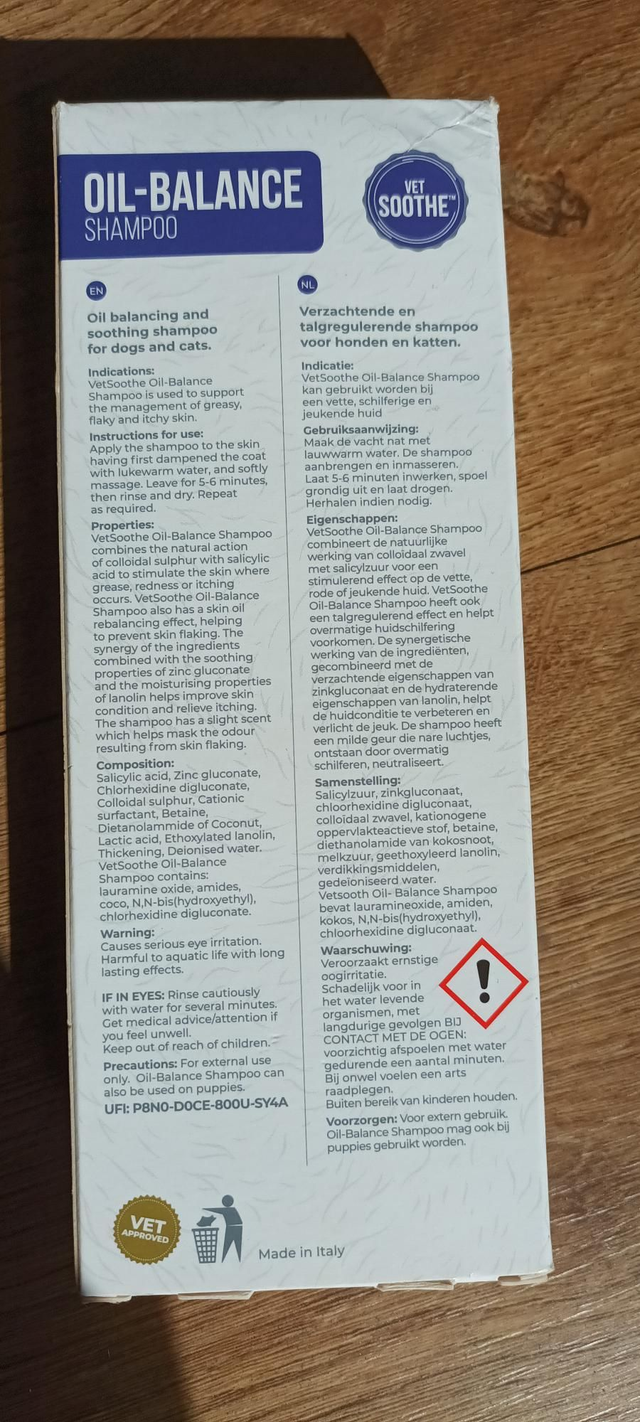 OIL-BALANCE
SHAMPOO
VET
SOOTHE™
EN
Oil balancing and
soothing shampoo
for dogs and cats.
Indications:
VetSoothe Oil-Balance
Shampoo is used to support
the management of greasy,
flaky and itchy skin.
Instructions for use:
Apply the shampoo to the skin
having first dampened the coat
with lukewarm water, and softly
massage. Leave for 5-6 minutes,
then rinse and dry. Repeat
as required.
Properties:
VetSoothe Oil-Balance Shampoo
combines the natural action
of colloidal sulphur with salicylic
acid to stimulate the skin where
grease, redness or itching
occurs. VetSoothe Oil-Balance
Shampoo also has a skin oil
rebalancing effect, helping
to prevent skin flaking. The
synergy of the ingredients
combined with the soothing
properties of zinc gluconate
and the moisturising properties
of lanolin helps improve skin
condition and relieve itching.
The shampoo has a slight scent
which helps mask the odour
resulting from skin flaking.
Composition:
Salicylic acid, Zinc gluconate,
Chlorhexidine digluconate,
Colloidal sulphur, Cationic
surfactant, Betaine,
Dietanolammide of Coconut,
Lactic acid, Ethoxylated lanolin,
Thickening, Deionised water.
VetSoothe Oil-Balance
Shampoo contains:
lauramine oxide, amides,
coco, N,N-bis(hydroxyethyl),
chlorhexidine digluconate.
Warning:
Causes serious eye irritation.
Harmful to aquatic life with long
lasting effects.
IF IN EYES: Rinse cautiously
with water for several minutes.
Get medical advice/attention if
you feel unwell.
Keep out of reach of children.
Precautions: For external use
only. Oil-Balance Shampoo can
also be used on puppies.
UFI: P8N0-D0CE-800U-SY4A
NL
Verzachtende en
talgregulerende shampoo
voor honden en katten.
Indicatie:
VetSoothe Oil-Balance Shampoo
kan gebruikt worden bij
een vette, schilferige en
jeukende huid
Gebruiksaanwijzing:
Maak de vacht nat met
lauwwarm water. De shampoo
aanbrengen en inmasseren.
Laat 5-6 minuten inwerken, spoel
grondig uit en laat drogen.
Herhalen indien nodig.
Eigenschappen:
VetSoothe Oil-Balance Shampoo
combineert de natuurlijke
werking van colloïdaal zwavel
met salicylzuur voor een
stimulerend effect op de vette,
rode of jeukende huid. VetSoothe
Oil-Balance Shampoo heeft ook
een talgregulerend effect en helpt
overmatige huidschilfering
voorkomen. De synergetische
werking van de ingrediënten,
gecombineerd met de
verzachtende eigenschappen van
zinkgluconaat en de hydraterende
eigenschappen van lanolin, helpt
de huidconditie te verbeteren en
verlicht de jeuk. De shampoo heeft
een milde geur die nare luchtjes,
ontstaan door overmatig
schilferen, neutraliseert.
Samenstelling:
Salicylzuur, zinkgluconaat,
chloorhexidine digluconaat,
colloïdaal zwavel, kationogene
oppervlakteactieve stof, betaine,
diethanolamide van kokosnoot,
melkzuur, geethoxyleerd lanolin,
verdikkingsmiddelen,
gedeioniseerd water.
Vetsooth Oil- Balance Shampoo
bevat lauramineoxide, amiden,
kokos, N,N-bis(hydroxyethyl),
chloorhexidine digluconaat.
Waarschuwing:
Veroorzaakt ernstige
oogirritatie.
Schadelijk voor in
het water levende
organismen, met
langdurige gevolgen BIJ
CONTACT MET DE OGEN:
voorzichtig afspoelen met water
gedurende een aantal minuten.
Bij onwel voelen een arts
raadplegen.
Buiten bereik van kinderen houden.
Voorzorgen: Voor extern gebruik.
Oil-Balance Shampoo mag ook bij
puppies gebruikt worden.
VET
APPROVED
Made in Italy